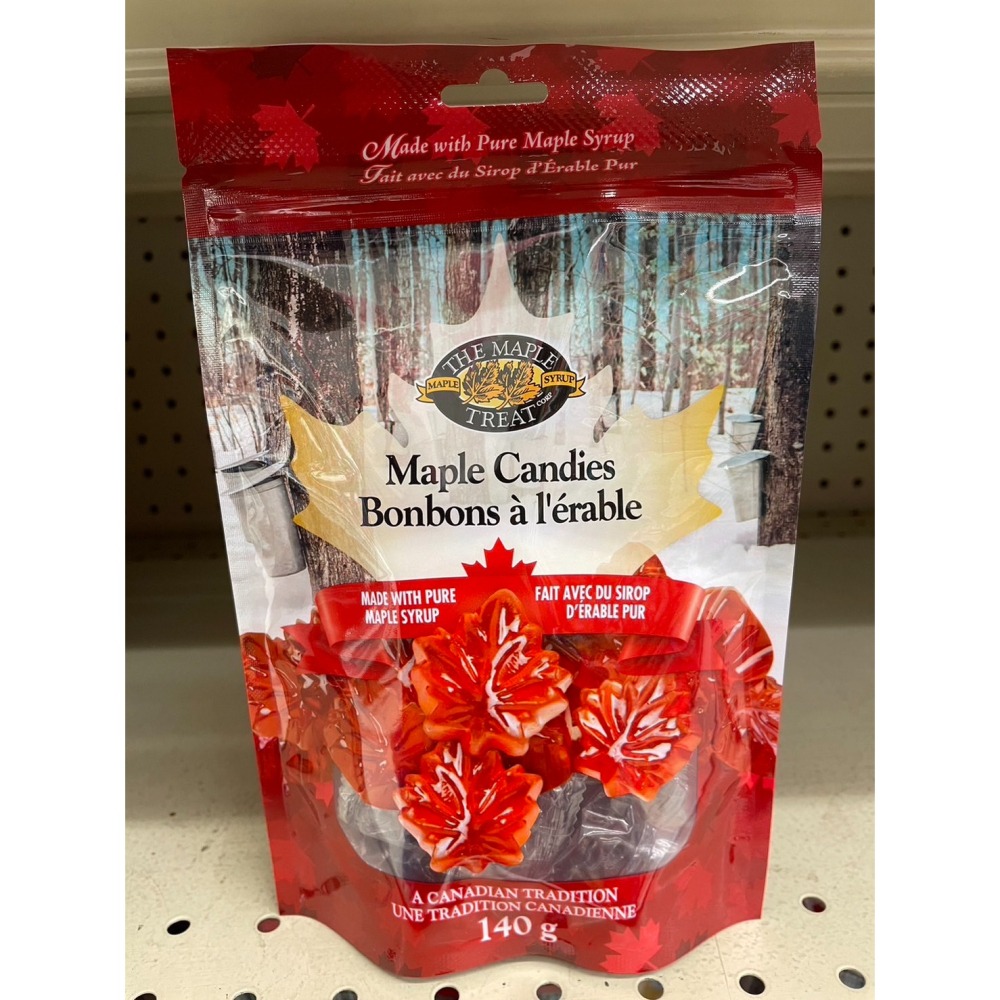 Made with Pure Maple Syrup
Fait avec du Sirop d'Érable Pur
THE MAPLE
MAPLE SYRUP
TREAT CORP
Maple Candies
Bonbons à l'érable
MADE WITH PURE
MAPLE SYRUP
FAIT AVEC DU SIROP
D'ÉRABLE PUR
A CANADIAN TRADITION
UNE TRADITION CANADIENNE
140 g